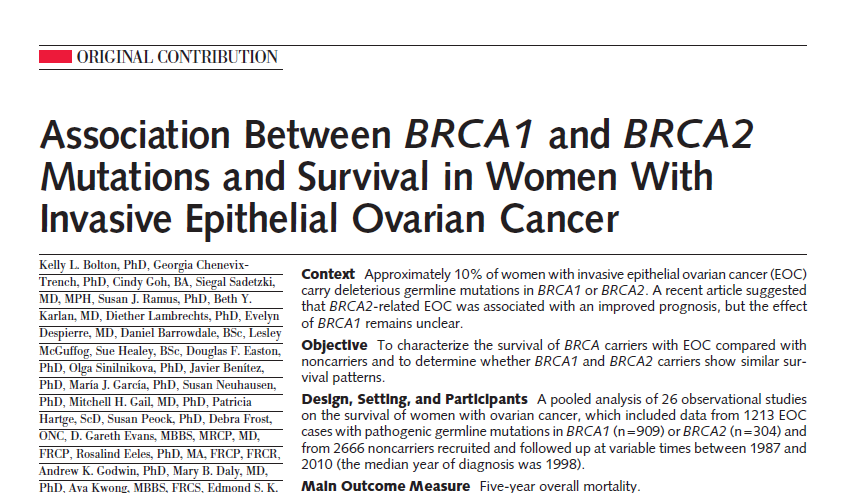 ORIGINAL CONTRIBUTION
Association Between BRCA1 and BRCA2
Mutations and Survival in Women With
Invasive Epithelial Ovarian Cancer
Kelly L. Bolton, PhD, Georgia Chenevix-
Trench, PhD, Cindy Goh, BA, Siegal Sadetzki,
MD, MPH, Susan J. Ramus, PhD, Beth Y.
Karlan, MD, Diether Lambrechts, PhD, Evelyn
Despierre, MD, Daniel Barrowdale, BSc, Lesley
McGuffog, Sue Healey, BSc, Douglas F. Easton,
PhD, Olga Sinilnikova, PhD, Javier Benítez,
PhD, María J. García, PhD, Susan Neuhausen,
PhD, Mitchell H. Gail, MD, PhD, Patricia
Hartge, ScD, Susan Peock, PhD, Debra Frost,
ONC, D. Gareth Evans, MBBS, MRCP, MD,
FRCP, Rosalind Eeles, PhD, MA, FRCP, FRCR,
Andrew K. Godwin, PhD, Mary B. Daly, MD,
PhD, Ava Kwong, MBBS, FRCS, Edmond S. K.
Context Approximately 10% of women with invasive epithelial ovarian cancer (EOC)
carry deleterious germline mutations in BRCA1 or BRCA2. A recent article suggested
that BRCA2-related EOC was associated with an improved prognosis, but the effect
of BRCA1 remains unclear.
Objective To characterize the survival of BRCA carriers with EOC compared with
noncarriers and to determine whether BRCA1 and BRCA2 carriers show similar sur-
vival patterns.
Design, Setting, and Participants A pooled analysis of 26 observational studies
on the survival of women with ovarian cancer, which included data from 1213 EOC
cases with pathogenic germline mutations in BRCA1 (n=909) or BRCA2 (n=304) and
from 2666 noncarriers recruited and followed up at variable times between 1987 and
2010 (the median year of diagnosis was 1998).
Main Outcome Measure Five-year overall mortality.